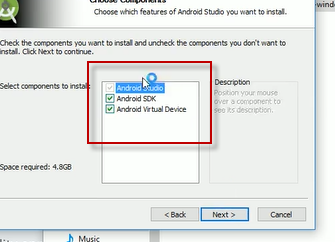 Choose Components
Choose which features of Android Studio you want to install.
Check the components you want to install and uncheck the components you don't want to
install. Click Next to continue.
Select components to install:
Android Studio
Android SDK
Android Virtual Device
Description
Position your mouse
over a component to
see its description.
Space required: 4.8GB
< Back
Next >
Cancel
Music